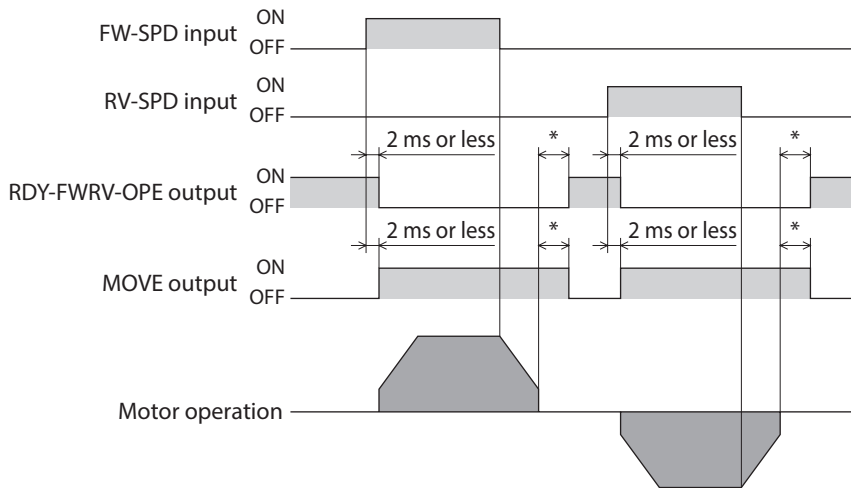 FW-SPD input ON
OFF
RV-SPD input ON
OFF
2 ms or less * 2 ms or less *
RDY-FWRV-OPE output ON
OFF
2 ms or less * 2 ms or less *
MOVE output ON
OFF
Motor operation